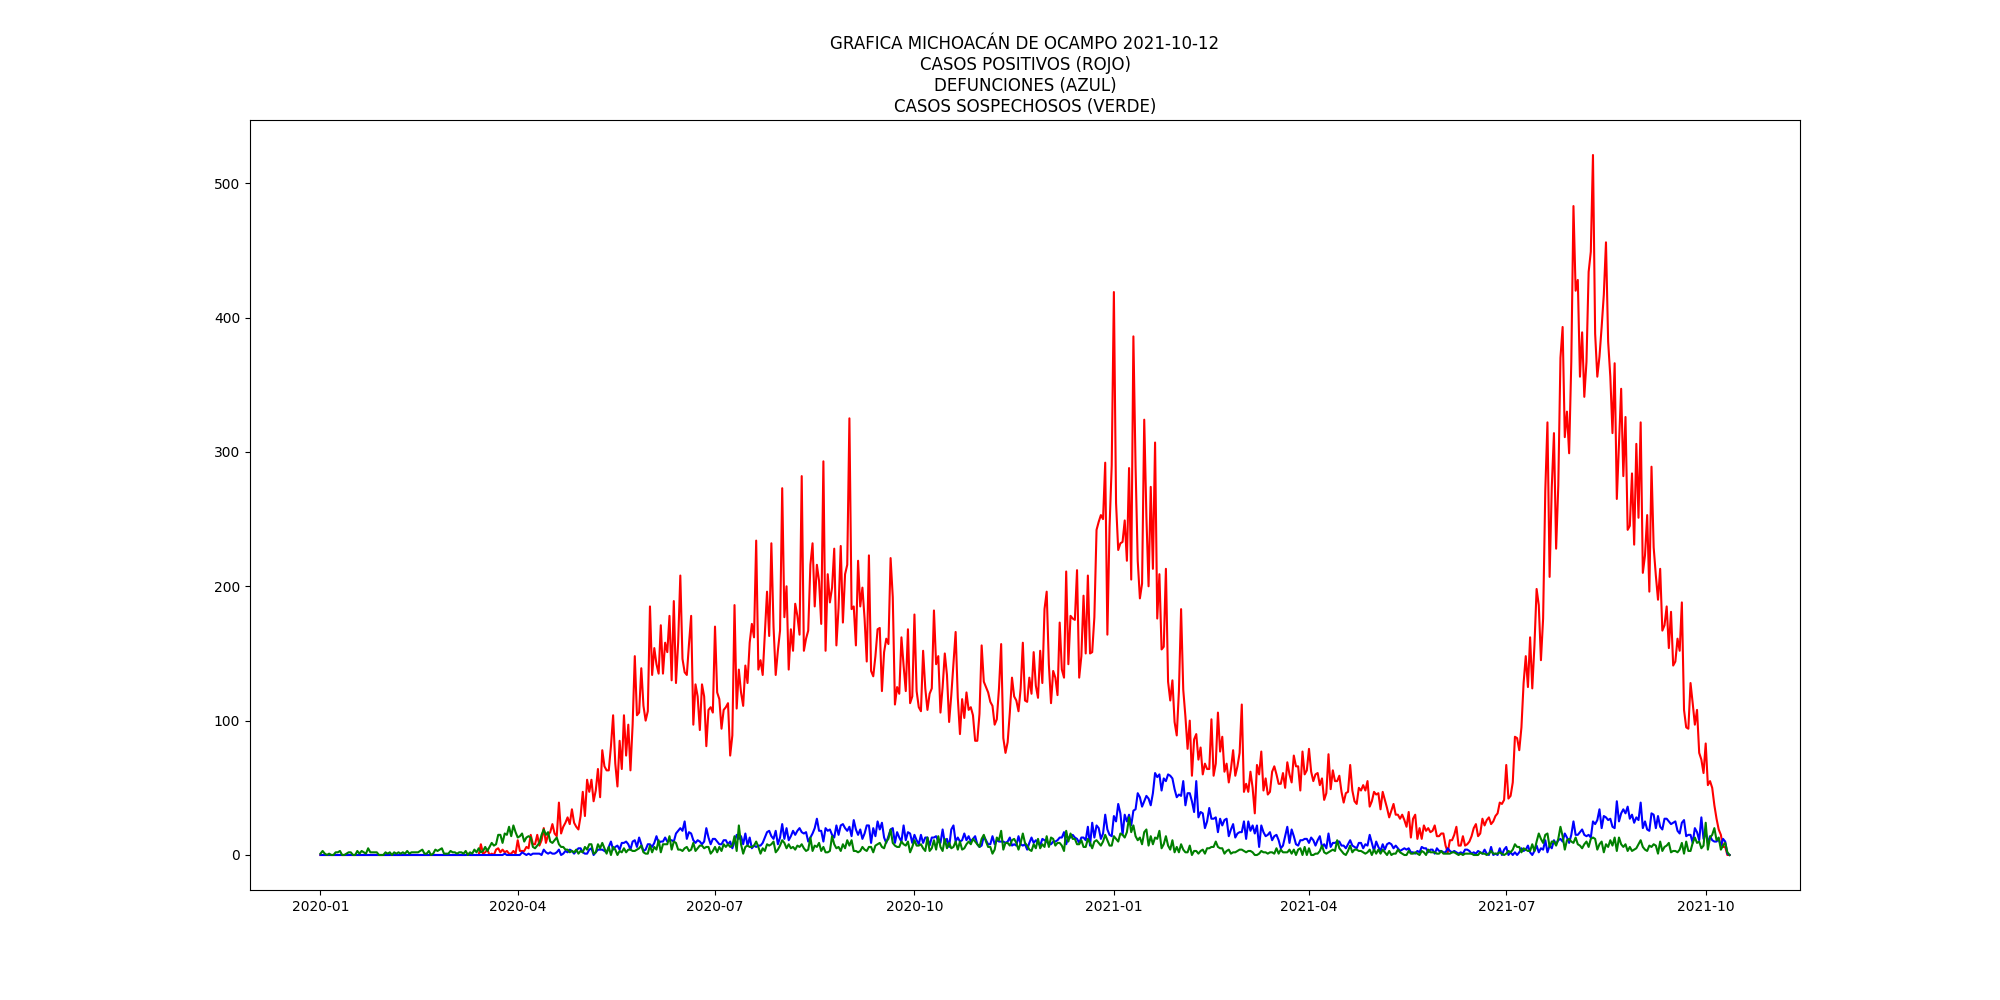 GRAFICA MICHOACÁN DE OCAMPO 2021-10-12
CASOS POSITIVOS (ROJO)
DEFUNCIONES (AZUL)
CASOS SOSPECHOSOS (VERDE)
500
400
300
200
100
0
2020-01 2020-04 2020-07 2020-10 2021-01 2021-04 2021-07 2021-10